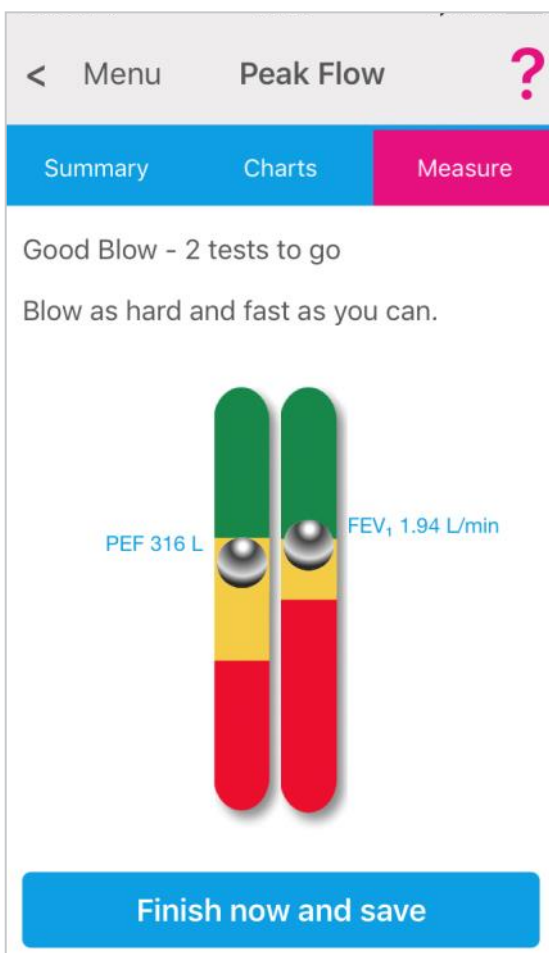 < Menu Peak Flow ?
Summary Charts Measure
Good Blow - 2 tests to go
Blow as hard and fast as you can.
PEF 316 L
FEV₁ 1.94 L/min
Finish now and save